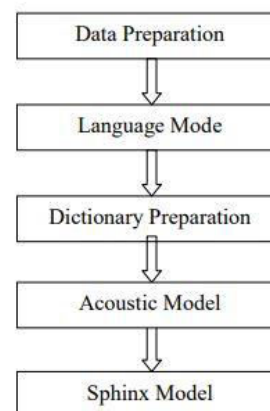 Data Preparation
Language Mode
Dictionary Preparation
Acoustic Model
Sphinx Model